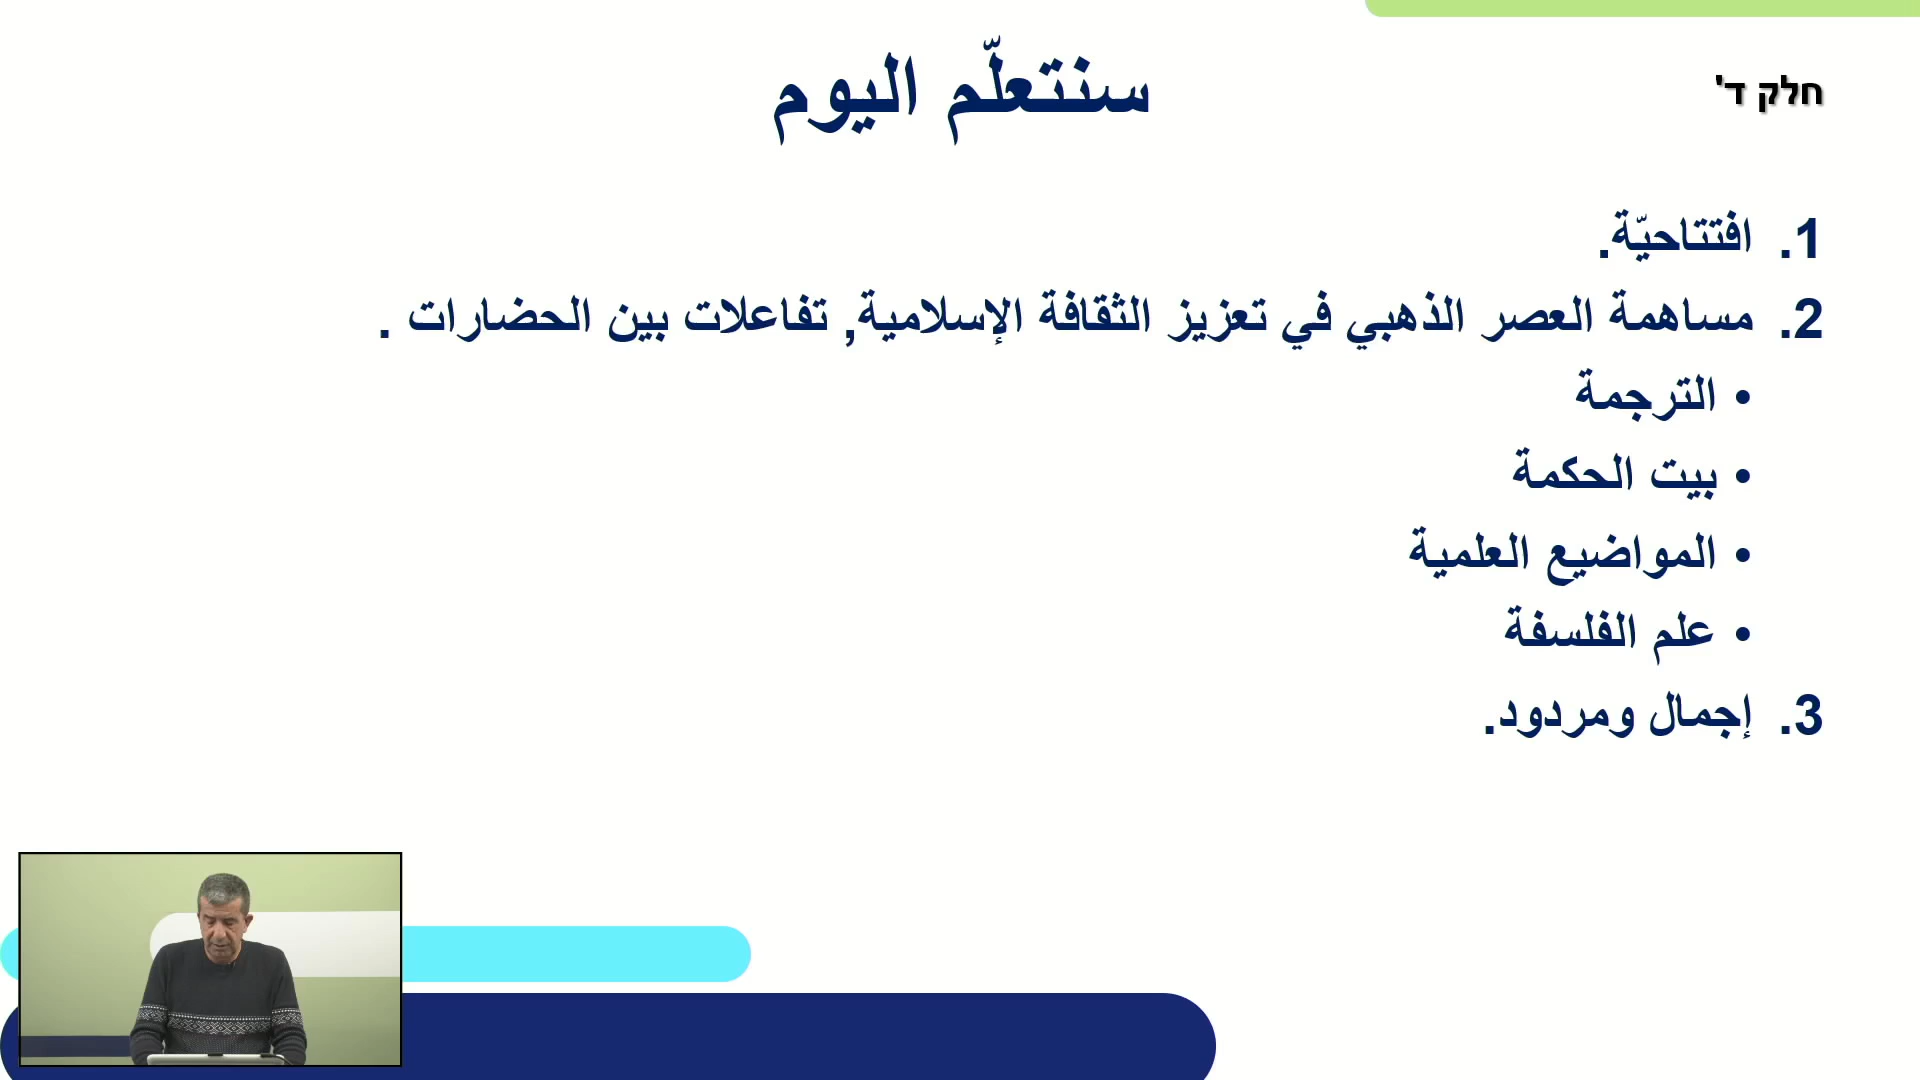 חלק ד'
سنتعلّم اليوم
1. افتتاحيّة.
2. مساهمة العصر الذهبي في تعزيز الثقافة الإسلامية, تفاعلات بين الحضارات .
• الترجمة
• بيت الحكمة
• المواضيع العلمية
• علم الفلسفة
3. إجمال ومردود.